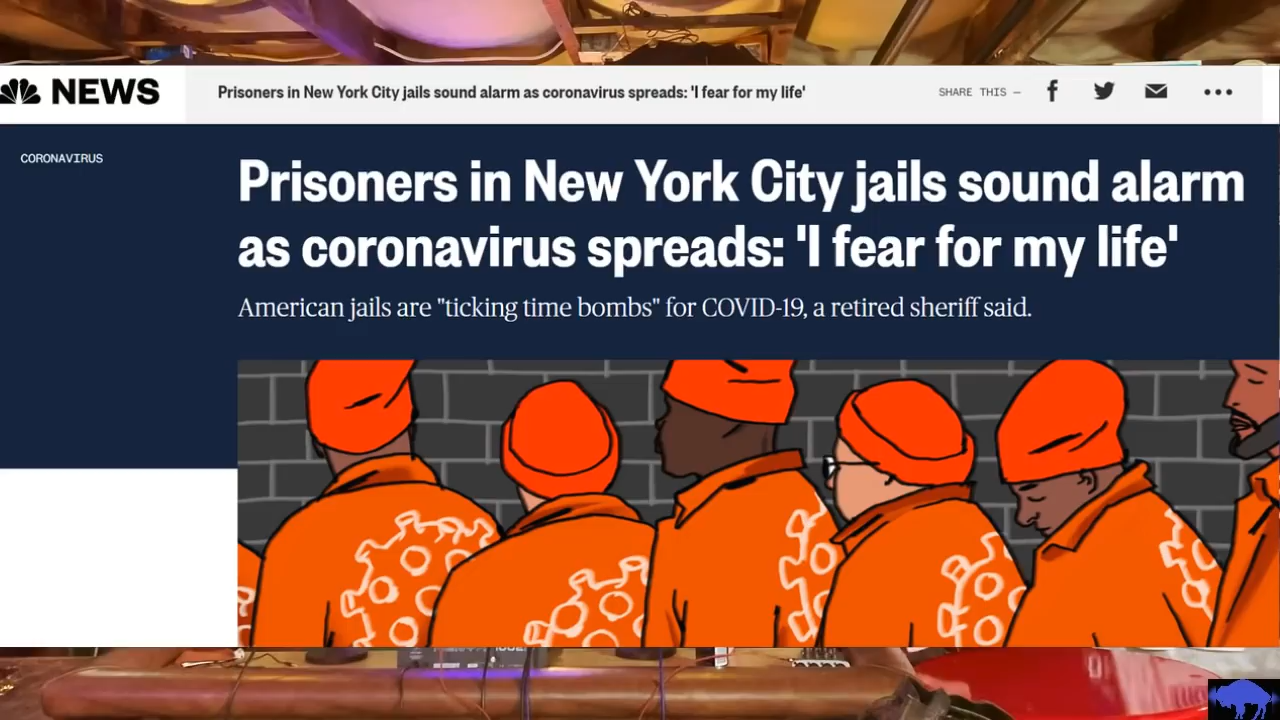 NEWS
Prisoners in New York City jails sound alarm as coronavirus spreads: 'I fear for my life'
SHARE THIS —
CORONAVIRUS
Prisoners in New York City jails sound alarm
as coronavirus spreads: 'I fear for my life'
American jails are "ticking time bombs" for COVID-19, a retired sheriff said.